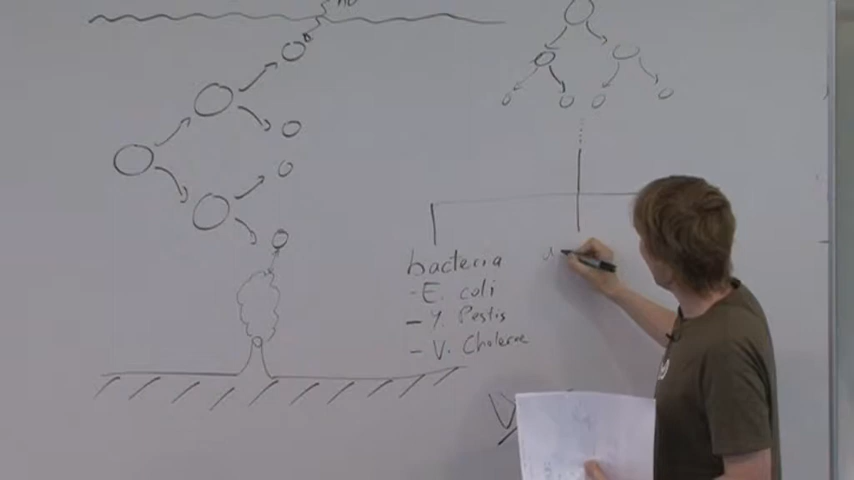 bacteria
-E. coli
- Y. Pestis
- V. Cholerae